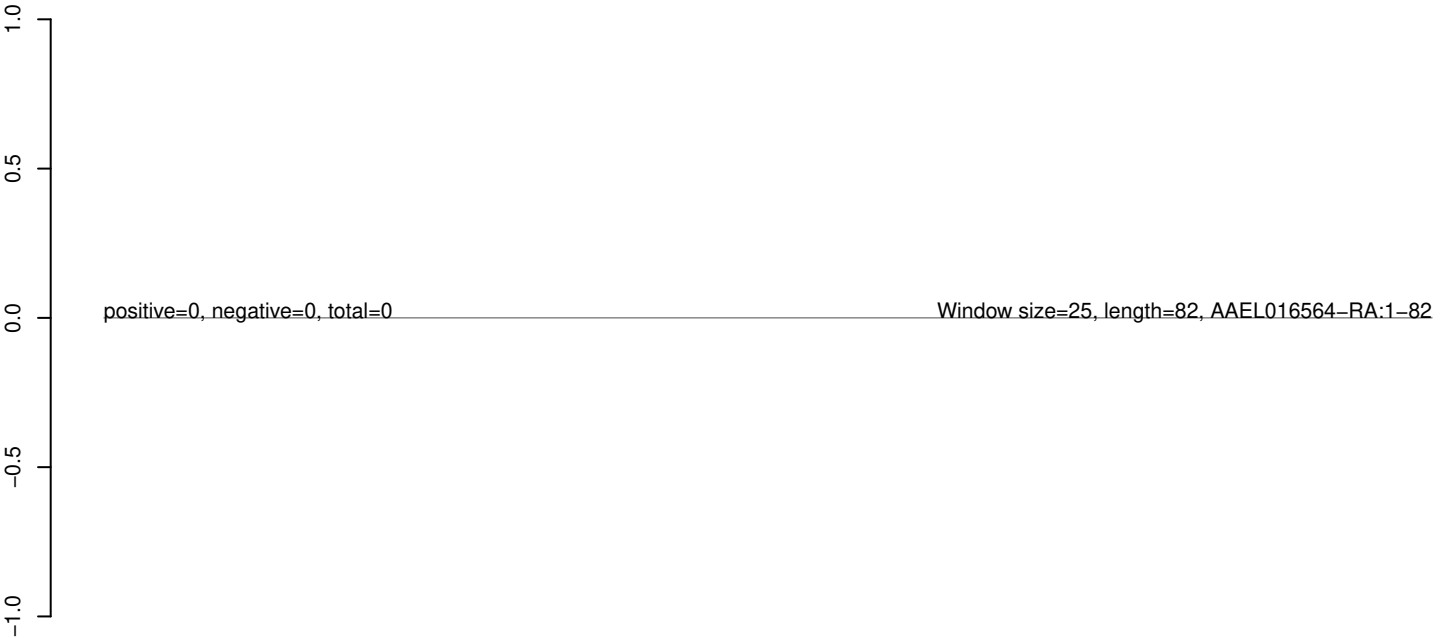 1.0
0.5
0.0
−0.5
−1.0
positive=0, negative=0, total=0
Window size=25, length=82, AAEL016564−RA:1−82